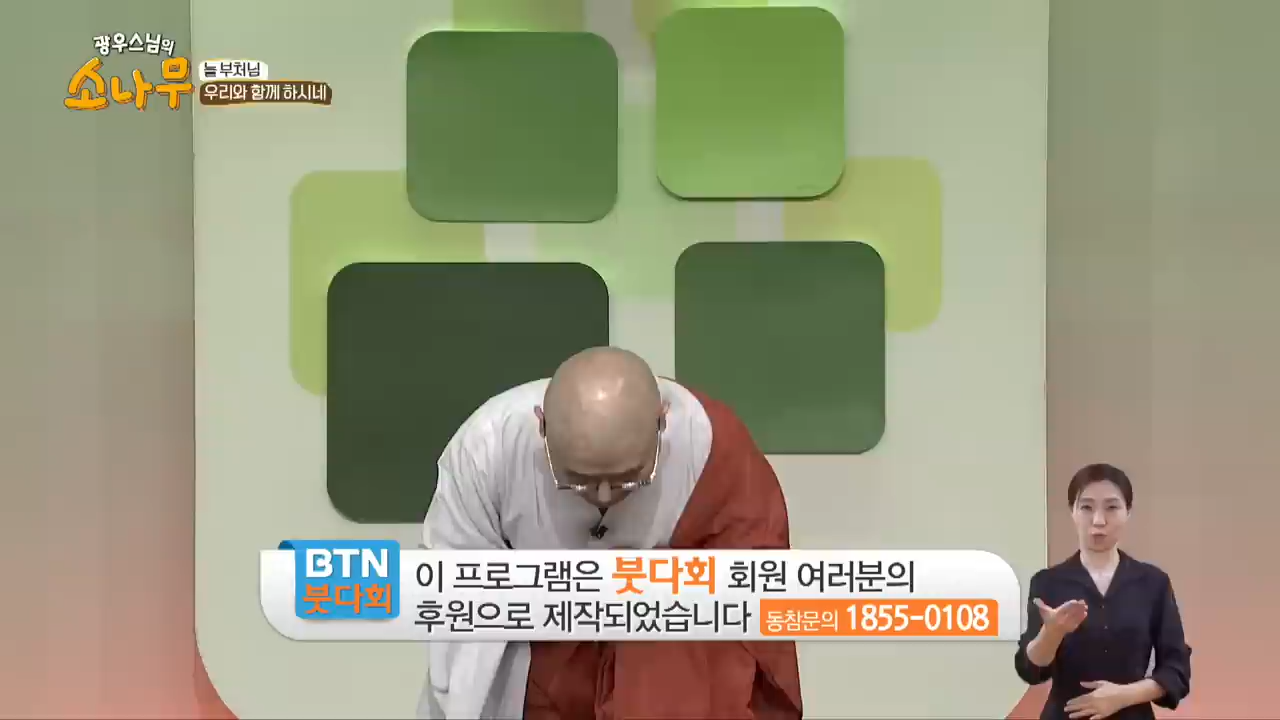 광우스님의
소나무
늘 부처님
우리와 함께 하시네
BTN
붓다회
이 프로그램은 붓다회 회원 여러분의
후원으로 제작되었습니다 동참문의 1855-0108